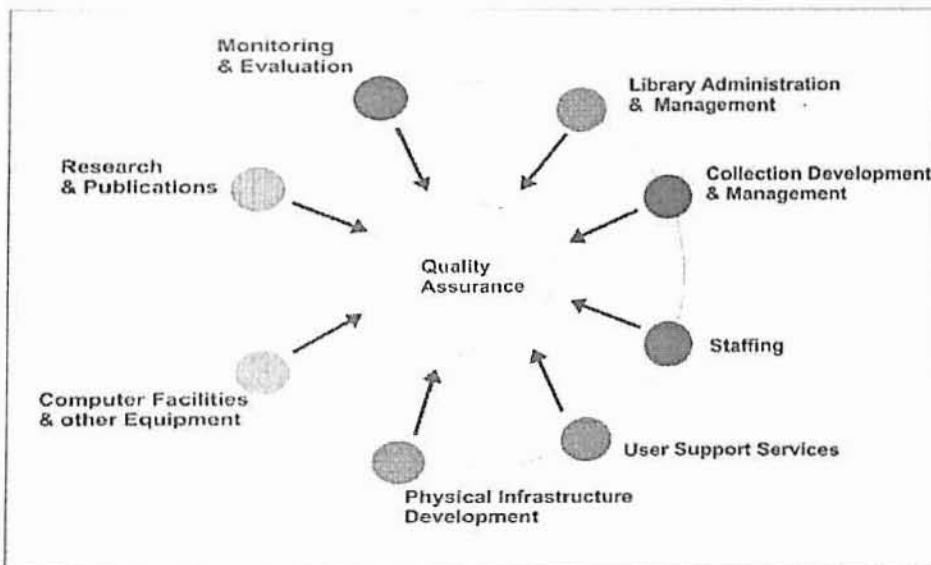 Monitoring
& Evaluation
Library Administration
& Management
Research
& Publications
Collection Development
& Management
Quality
Assurance
Staffing
Computer Facilities
& other Equipment
User Support Services
Physical Infrastructure
Development